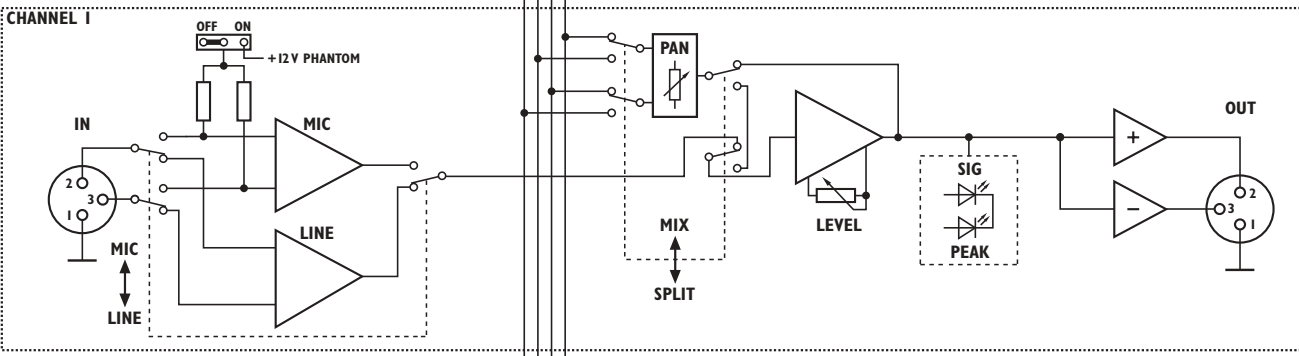 CHANNEL 1
OFF ON
+12V PHANTOM
IN
MIC
2
3
1
LINE
MIC
LINE
PAN
MIX
SPLIT
LEVEL
SIG
PEAK
+
−
OUT
2
3
1